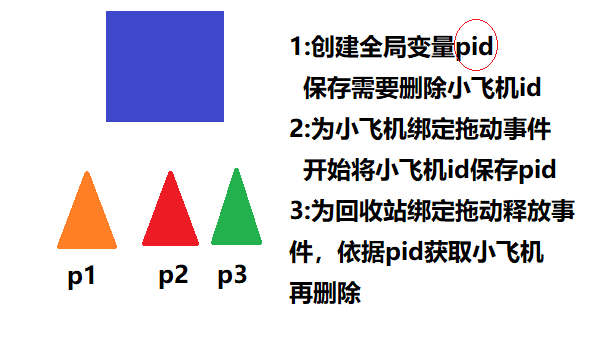 1:创建全局变量pid
保存需要删除小飞机id
2:为小飞机绑定拖动事件
开始将小飞机id保存pid
3:为回收站绑定拖动释放事
件，依据pid获取小飞机
再删除
p1
p2
p3